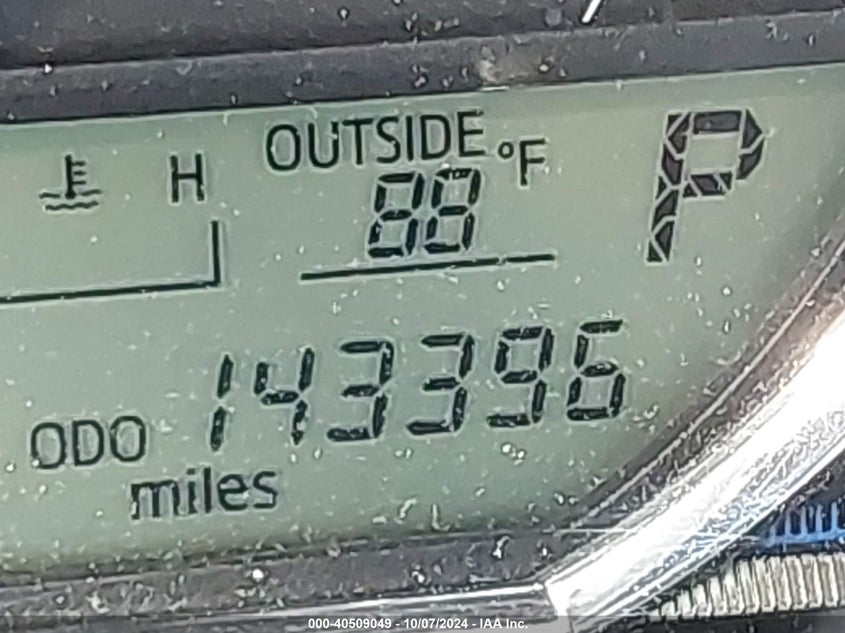 OUTSIDE °F P
H
88
143396
ODO
miles
000-40509049 - 10/07/2024 - IAA Inc.